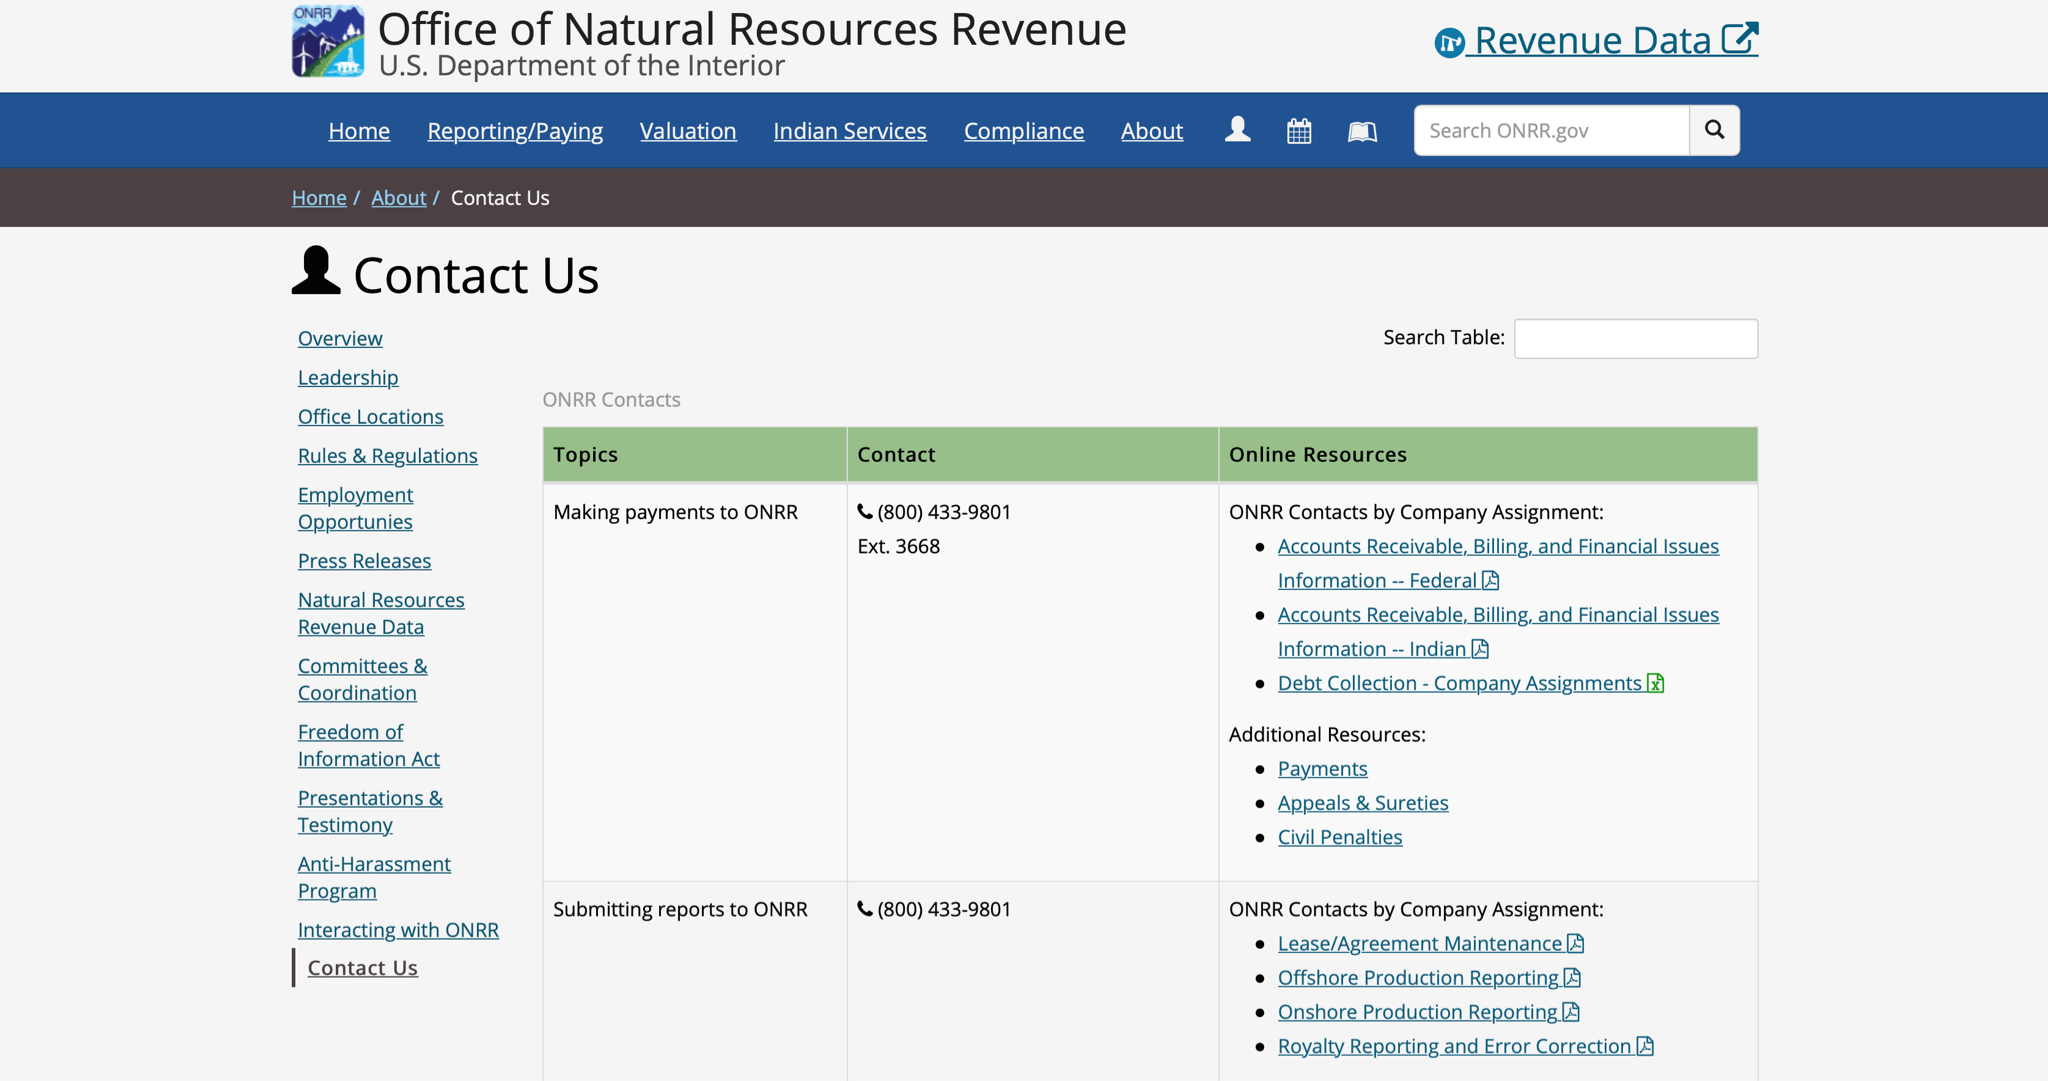 ONRR
Office of Natural Resources Revenue
U.S. Department of the Interior
Revenue Data
Home Reporting/Paying Valuation Indian Services Compliance About Search ONRR.gov
Home / About / Contact Us
Contact Us
Overview
Leadership
Office Locations
Rules & Regulations
Employment
Opportunies
Press Releases
Natural Resources
Revenue Data
Committees &
Coordination
Freedom of
Information Act
Presentations &
Testimony
Anti-Harassment
Program
Interacting with ONRR
Contact Us
Search Table:
ONRR Contacts
Topics Contact Online Resources
Making payments to ONRR
(800) 433-9801
Ext. 3668
ONRR Contacts by Company Assignment:
Accounts Receivable, Billing, and Financial Issues
Information -- Federal
Accounts Receivable, Billing, and Financial Issues
Information -- Indian
Debt Collection - Company Assignments
Additional Resources:
Payments
Appeals & Sureties
Civil Penalties
Submitting reports to ONRR
(800) 433-9801
ONRR Contacts by Company Assignment:
Lease/Agreement Maintenance
Offshore Production Reporting
Onshore Production Reporting
Royalty Reporting and Error Correction